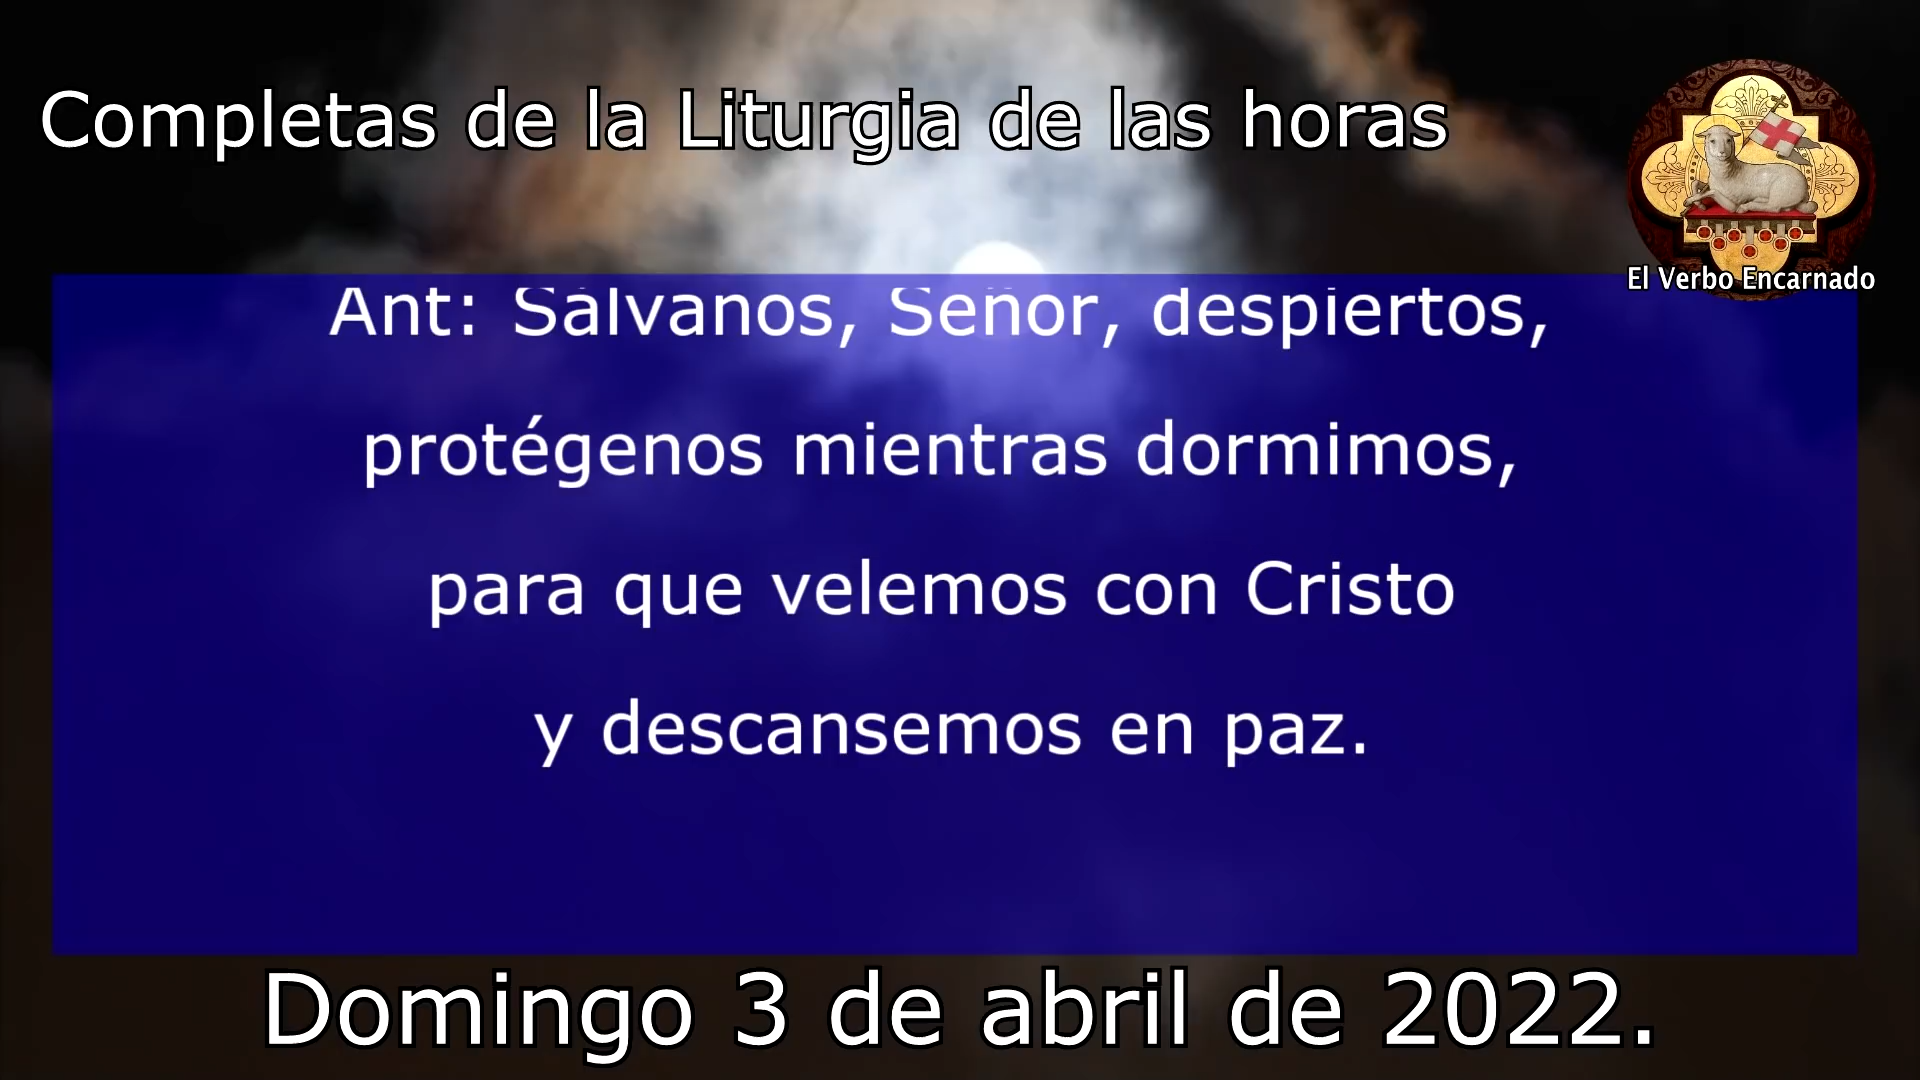 Completas de la Liturgia de las horas
El Verbo Encarnado
Ant: Sálvanos, Señor, despiertos,
protégenos mientras dormimos,
para que velemos con Cristo
y descansemos en paz.
Domingo 3 de abril de 2022.